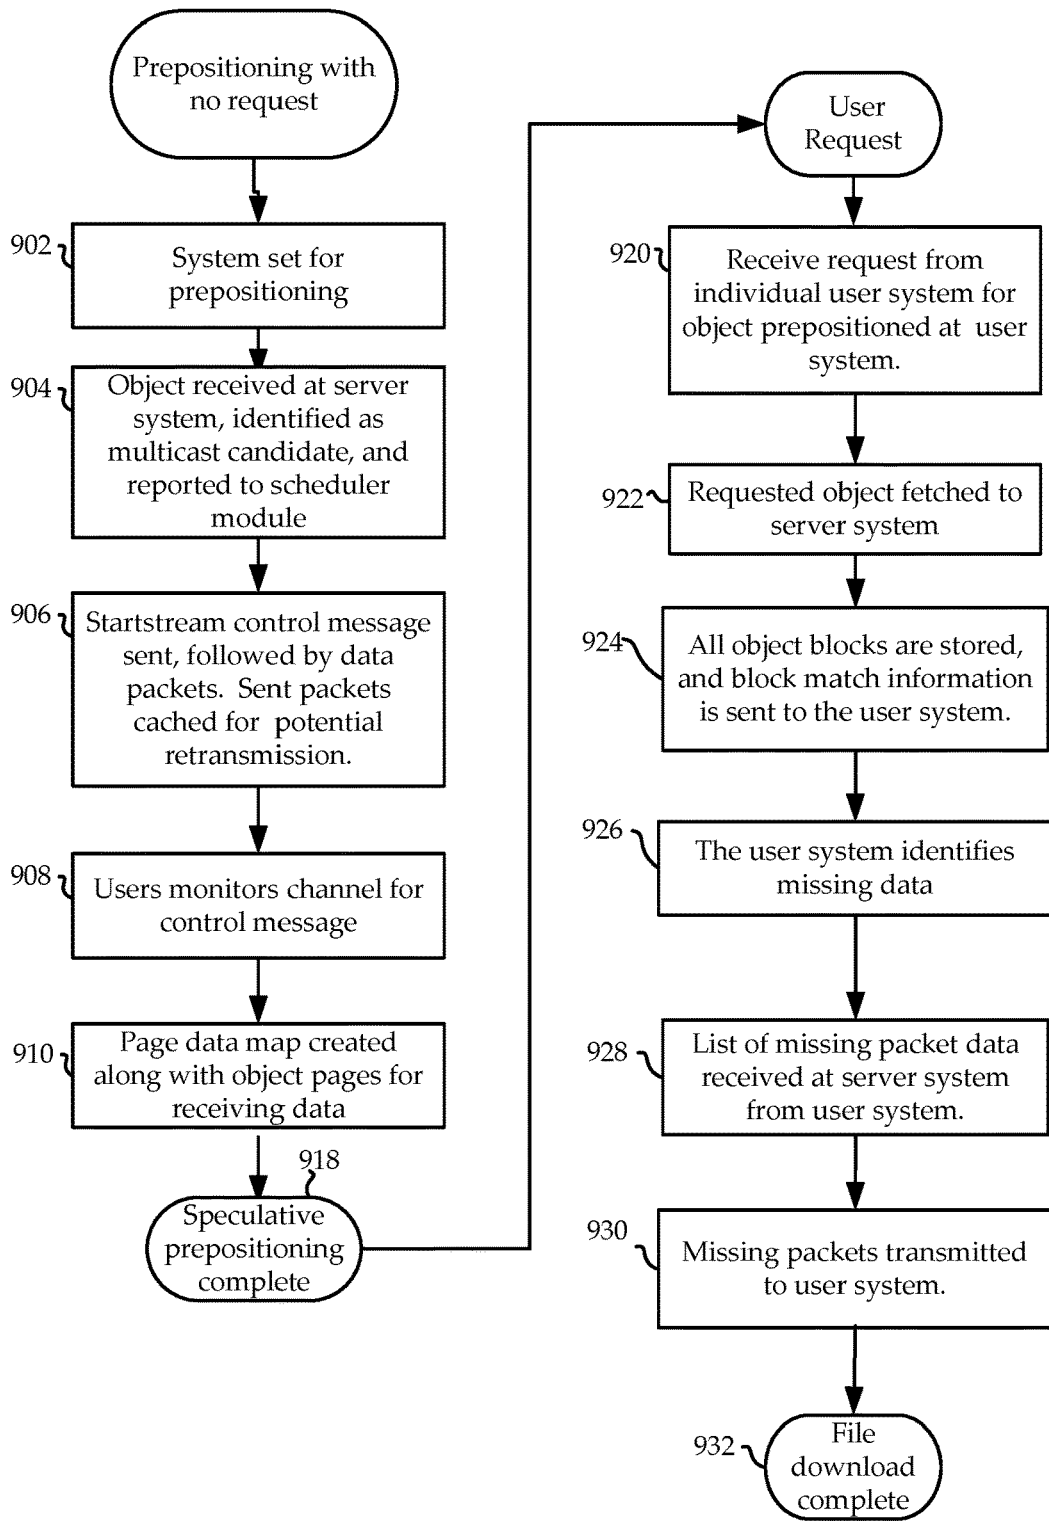 Prepositioning with
no request
902
System set for
prepositioning
904
Object received at server
system, identified as
multicast candidate, and
reported to scheduler
module
906
Startstream control message
sent, followed by data
packets. Sent packets
cached for potential
retransmission.
908
Users monitors channel for
control message
910
Page data map created
along with object pages for
receiving data
918
Speculative
prepositioning
complete
User
Request
920
Receive request from
individual user system for
object prepositioned at user
system.
922
Requested object fetched to
server system
924
All object blocks are stored,
and block match information
is sent to the user system.
926
The user system identifies
missing data
928
List of missing packet data
received at server system
from user system.
930
Missing packets transmitted
to user system.
932
File
download
complete